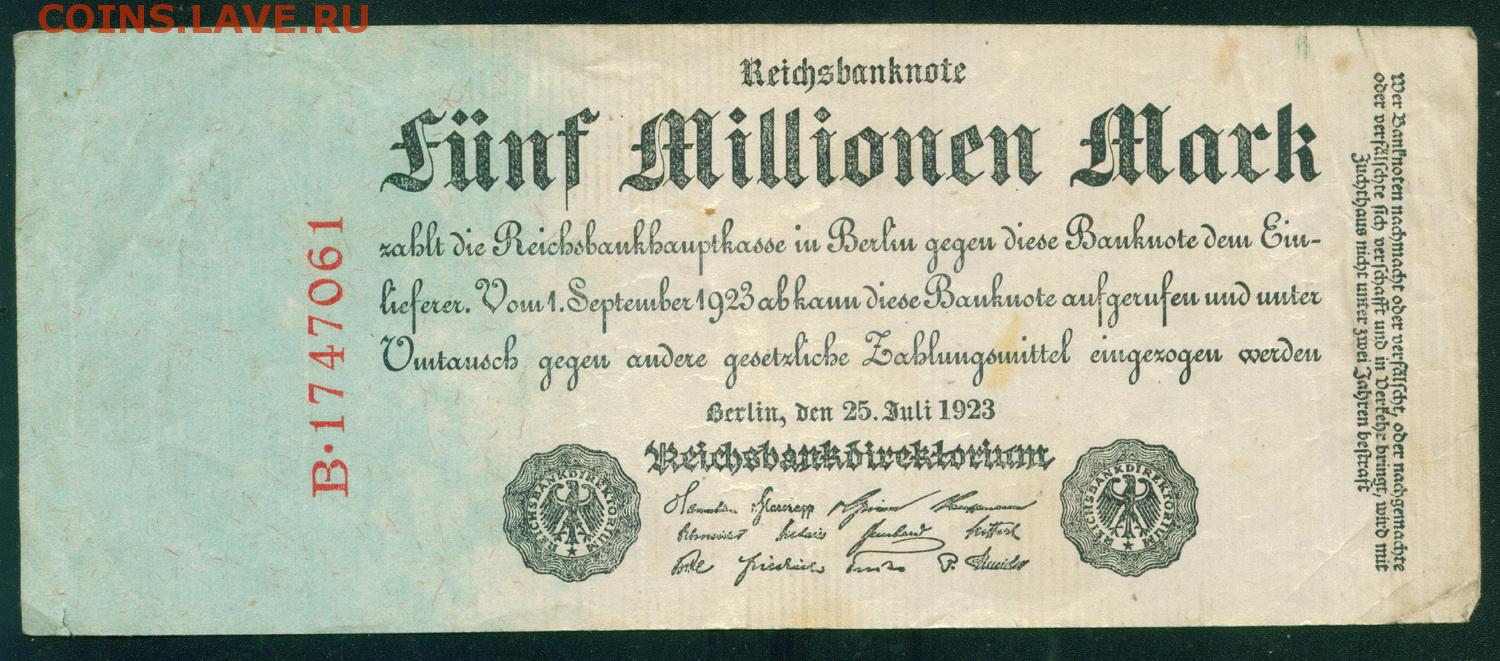 COINS.LAVE.RU
Reichsbanknote
Fünf Millionen Mark
zahlt die Reichsbankhauptkasse in Berlin gegen diese Banknote dem Ein-
lieferer. Vom 1. September 1923 ab kann diese Banknote aufgerufen und unter
Umtausch gegen andere gesetzliche Zahlungsmittel eingezogen werden
Berlin, den 25. Juli 1923
Reichsbankdirektorium
REICHSBANKDIREKTORIUM
REICHSBANKDIREKTORIUM
B·1747061
Wer Banknoten nachmacht oder verfälscht, oder nachgemachte
oder verfälschte sich verschafft und in Verkehr bringt, wird mit
Zuchthaus nicht unter zwei Jahren bestraft